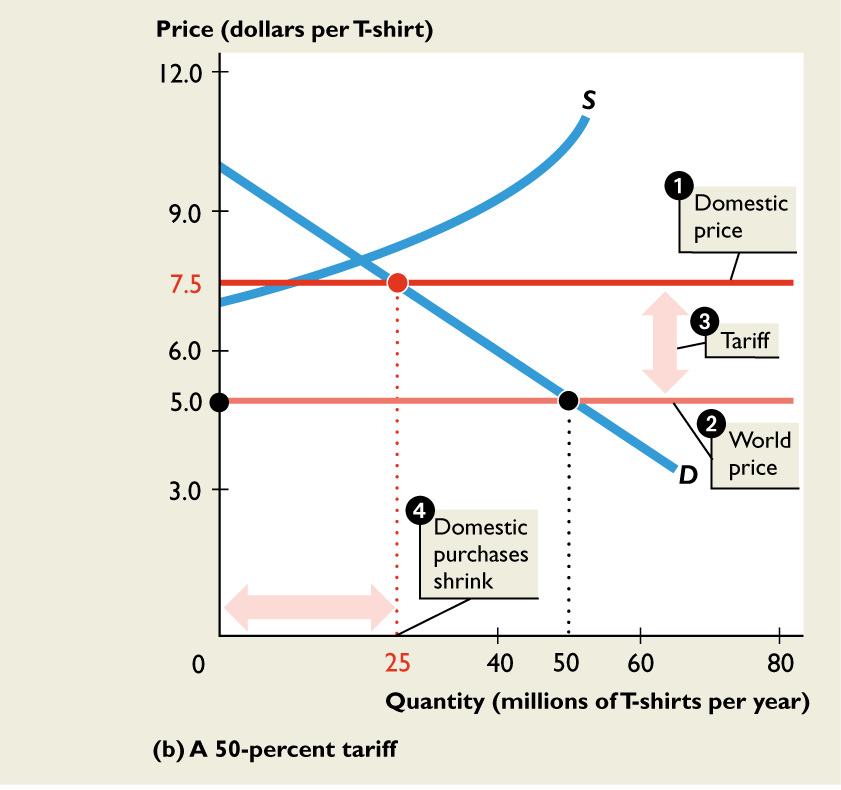 Price (dollars per T-shirt)
12.0
S
1
Domestic
price
9.0
7.5
3
Tariff
6.0
5.0
2
World
price
D
3.0
4
Domestic
purchases
shrink
0
25
40
50
60
80
Quantity (millions of T-shirts per year)
(b) A 50-percent tariff